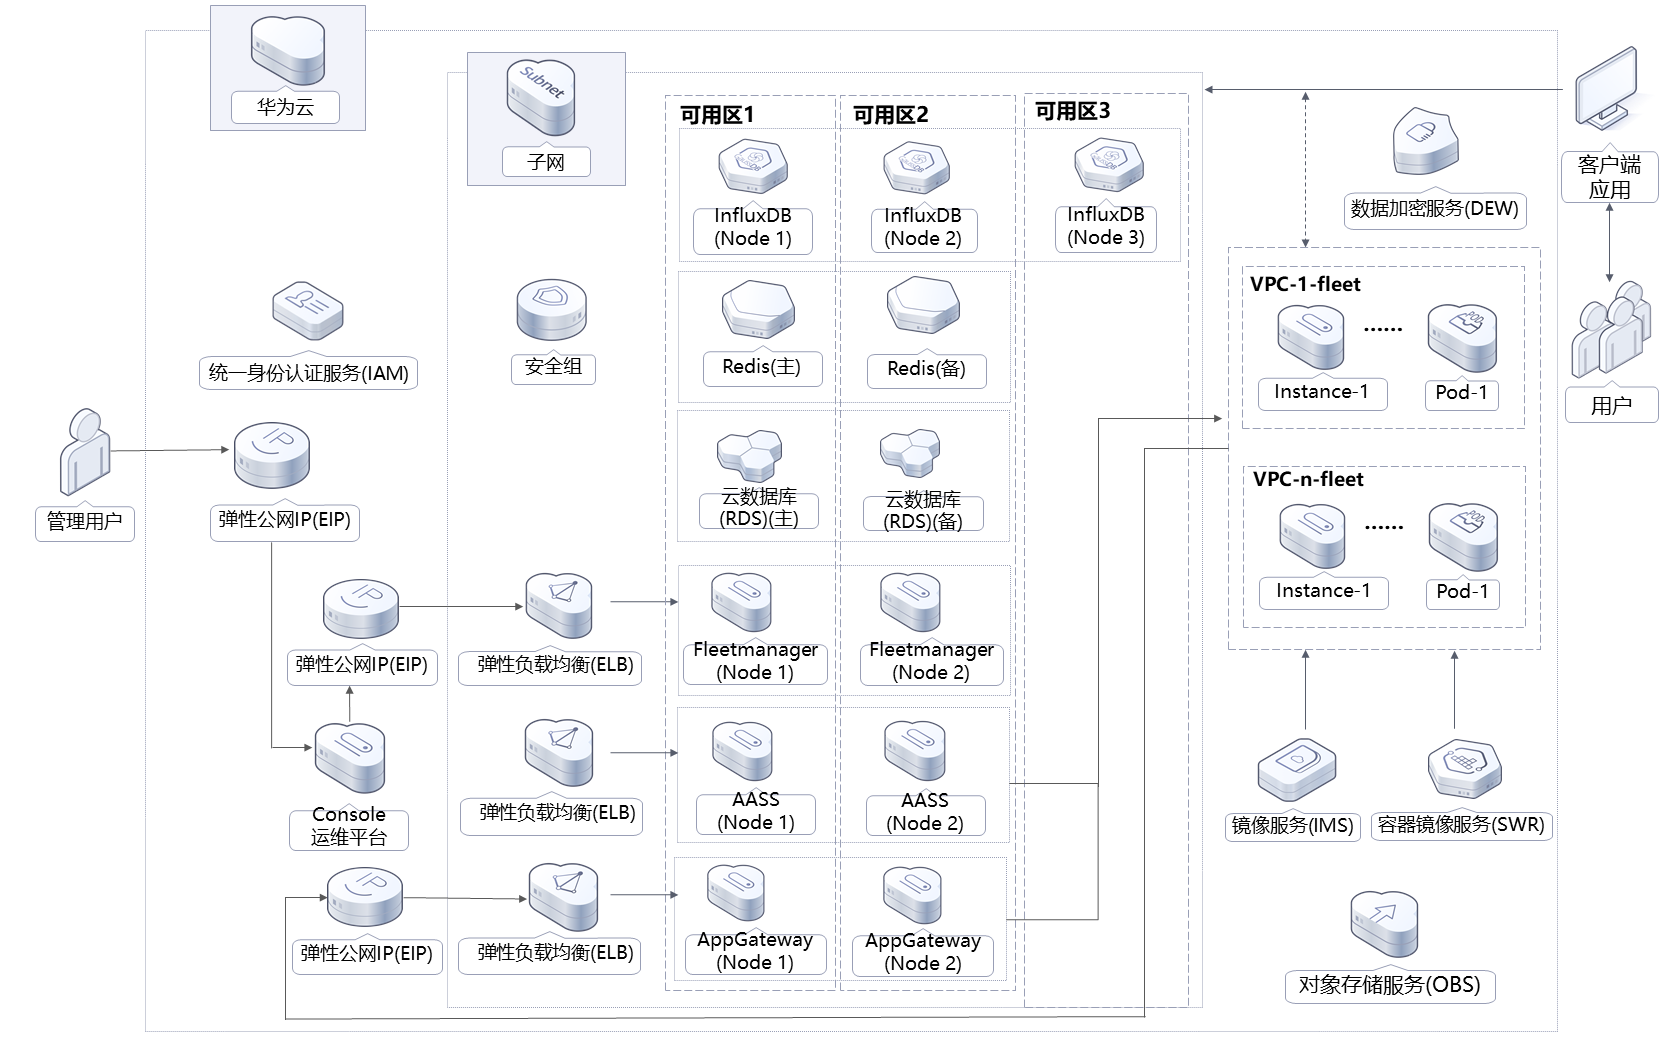 华为云
Subnet
子网
可用区1
可用区2
可用区3
InfluxDB
(Node 1)
InfluxDB
(Node 2)
InfluxDB
(Node 3)
客户端
应用
数据加密服务(DEW)
统一身份认证服务(IAM)
安全组
Redis(主)
Redis(备)
VPC-1-fleet
......
Instance-1
Pod-1
用户
管理用户
IP
弹性公网IP(EIP)
云数据库
(RDS)(主)
云数据库
(RDS)(备)
VPC-n-fleet
......
Instance-1
Pod-1
IP
弹性公网IP(EIP)
弹性负载均衡(ELB)
Fleetmanager
(Node 1)
Fleetmanager
(Node 2)
Console
运维平台
弹性负载均衡(ELB)
AASS
(Node 1)
AASS
(Node 2)
镜像服务(IMS)
容器镜像服务(SWR)
IP
弹性公网IP(EIP)
弹性负载均衡(ELB)
AppGateway
(Node 1)
AppGateway
(Node 2)
对象存储服务(OBS)